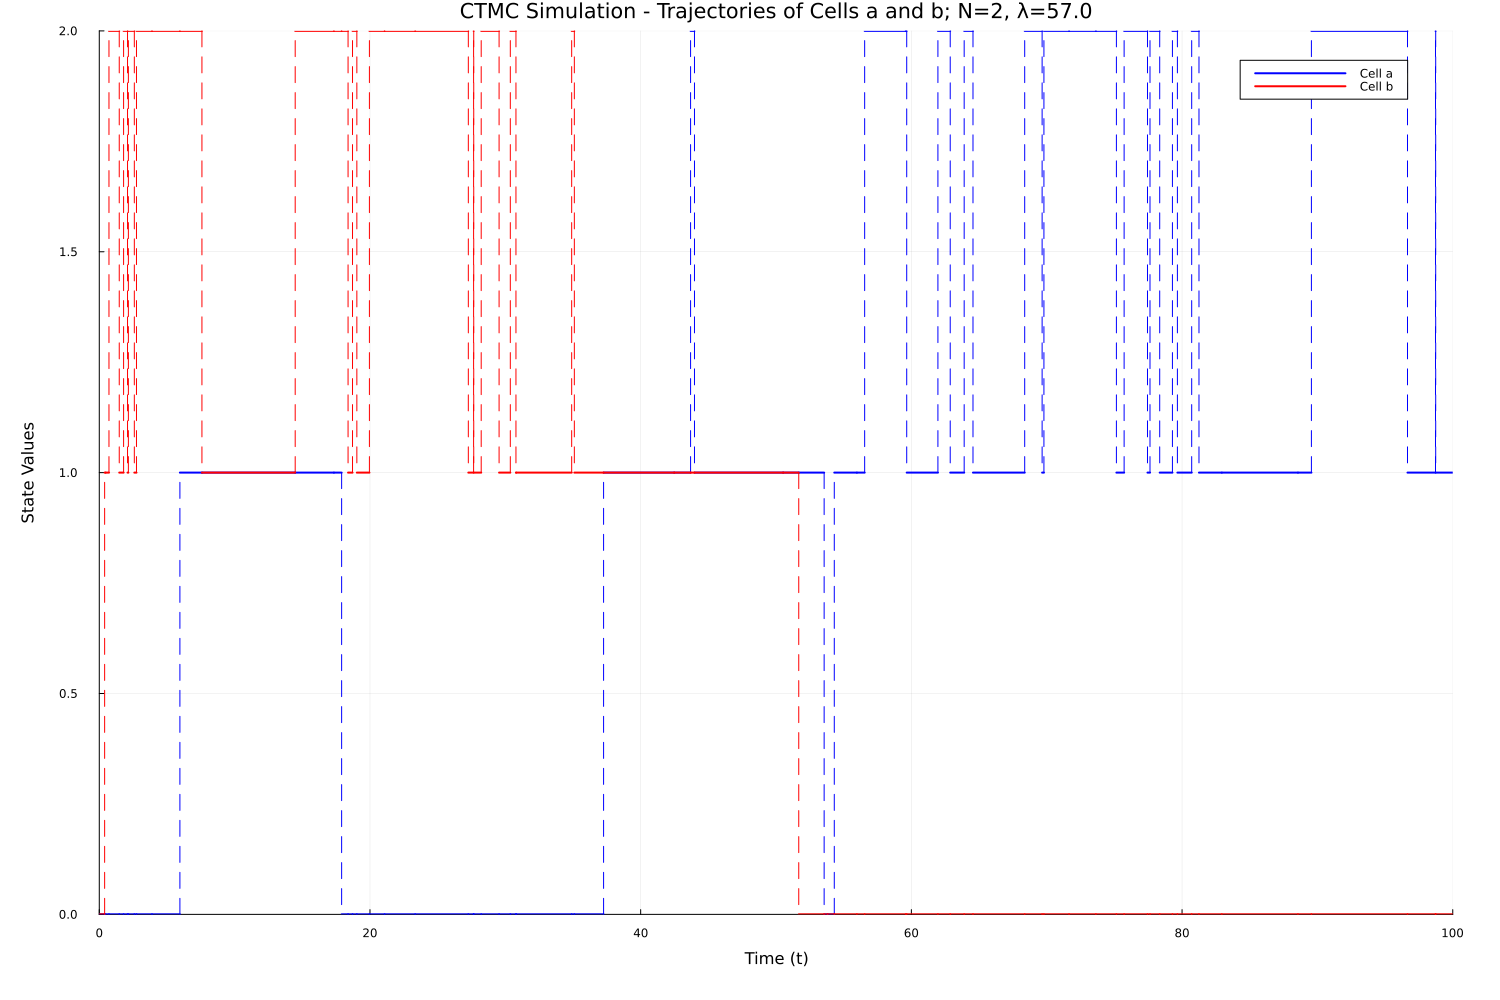 CTMC Simulation - Trajectories of Cells a and b; N=2, λ=57.0
2.0
Cell a
Cell b
1.5
1.0
State Values
0.5
0.0
0 20 40 60 80 100
Time (t)